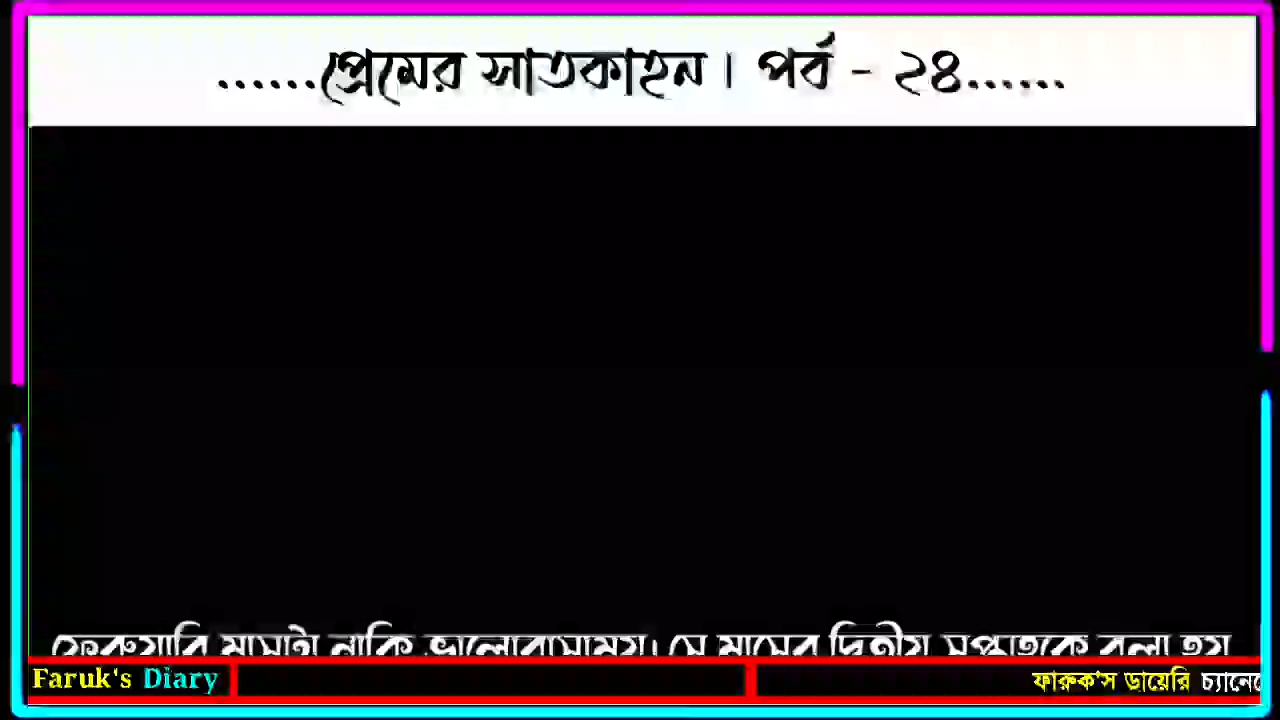 ......প্রেমের সাতকাহন। পর্ব - ২৪......
ফেব্রুয়ারি মাসটা নাকি ভালোবাসাময়। সে মাসের দ্বিতীয় সপ্তাহকে বলা হয়
Faruk's Diary
ফারুক'স ডায়েরি